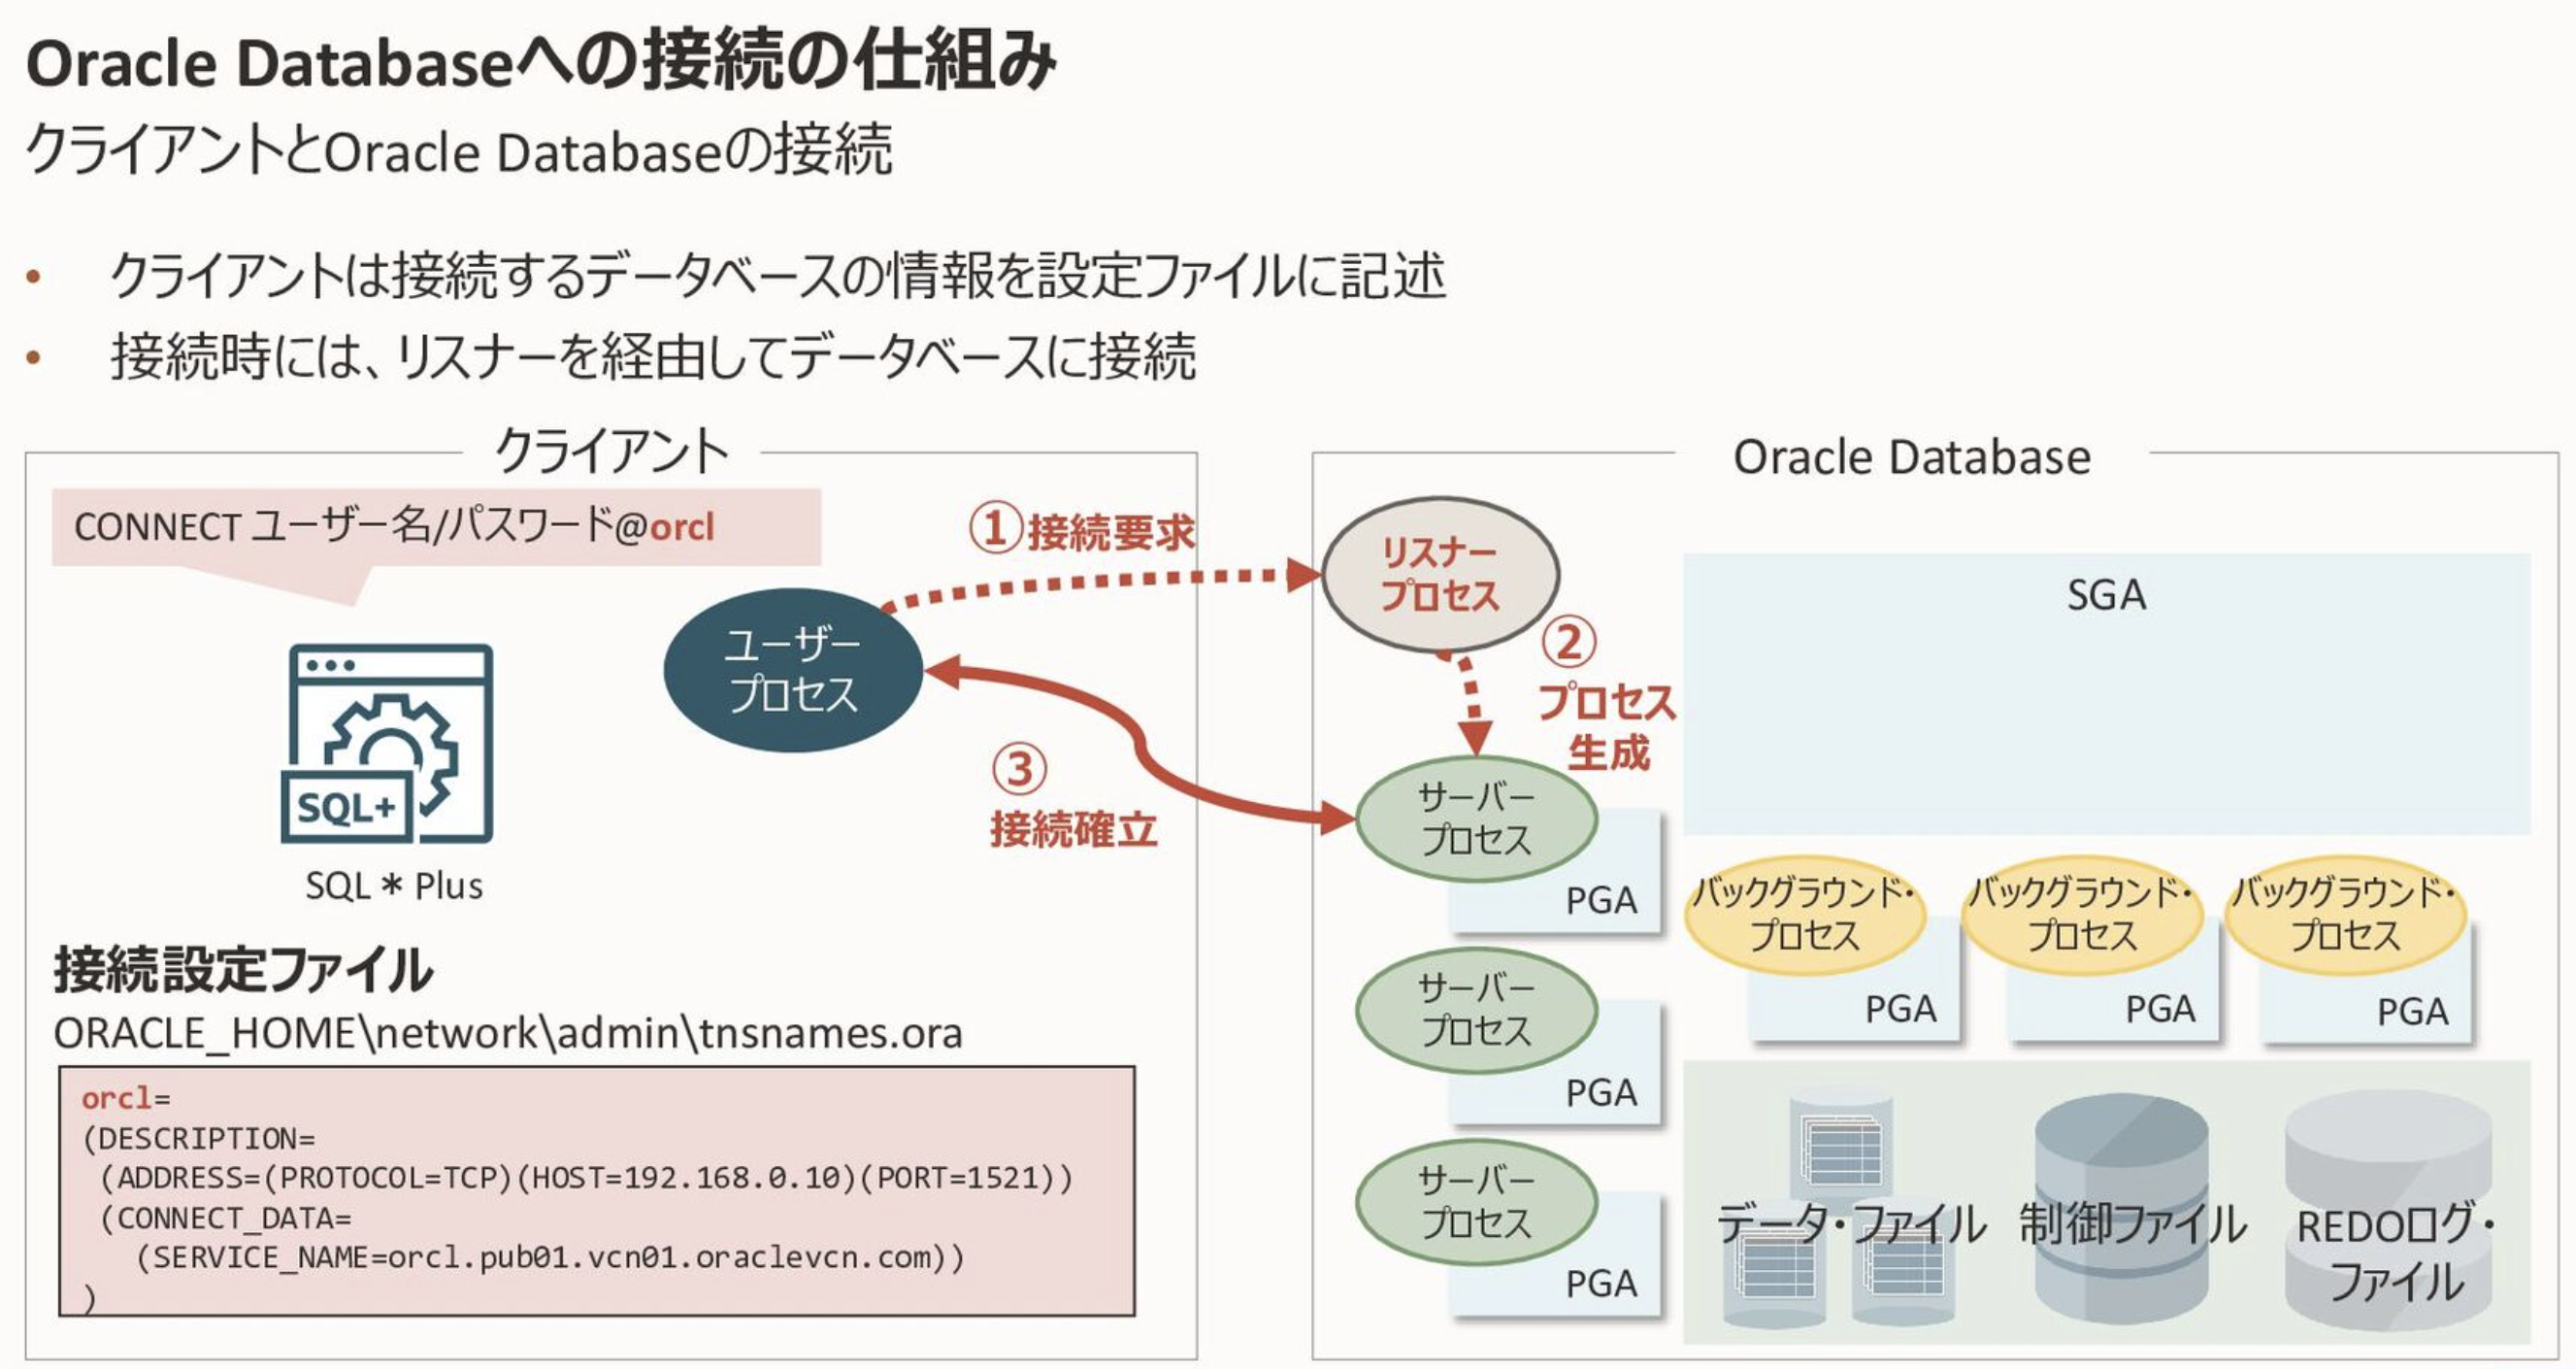 Oracle Databaseへの接続の仕組み
クライアントとOracle Databaseの接続
• クライアントは接続するデータベースの情報を設定ファイルに記述
• 接続時には、リスナーを経由してデータベースに接続
クライアント
CONNECT ユーザー名/パスワード@orcl
①接続要求
ユーザー
プロセス
③
接続確立
SQL+
SQL＊Plus
接続設定ファイル
ORACLE_HOME\network\admin\tnsnames.ora
orcl=
(DESCRIPTION=
(ADDRESS=(PROTOCOL=TCP)(HOST=192.168.0.10)(PORT=1521))
(CONNECT_DATA=
(SERVICE_NAME=orcl.pub01.vcn01.oraclevcn.com))
)
Oracle Database
リスナー
プロセス
②
プロセス
生成
サーバー
プロセス
PGA
サーバー
プロセス
PGA
サーバー
プロセス
PGA
SGA
バックグラウンド・
プロセス
PGA
バックグラウンド・
プロセス
PGA
バックグラウンド・
プロセス
PGA
データ・ファイル
制御ファイル
REDOログ・
ファイル